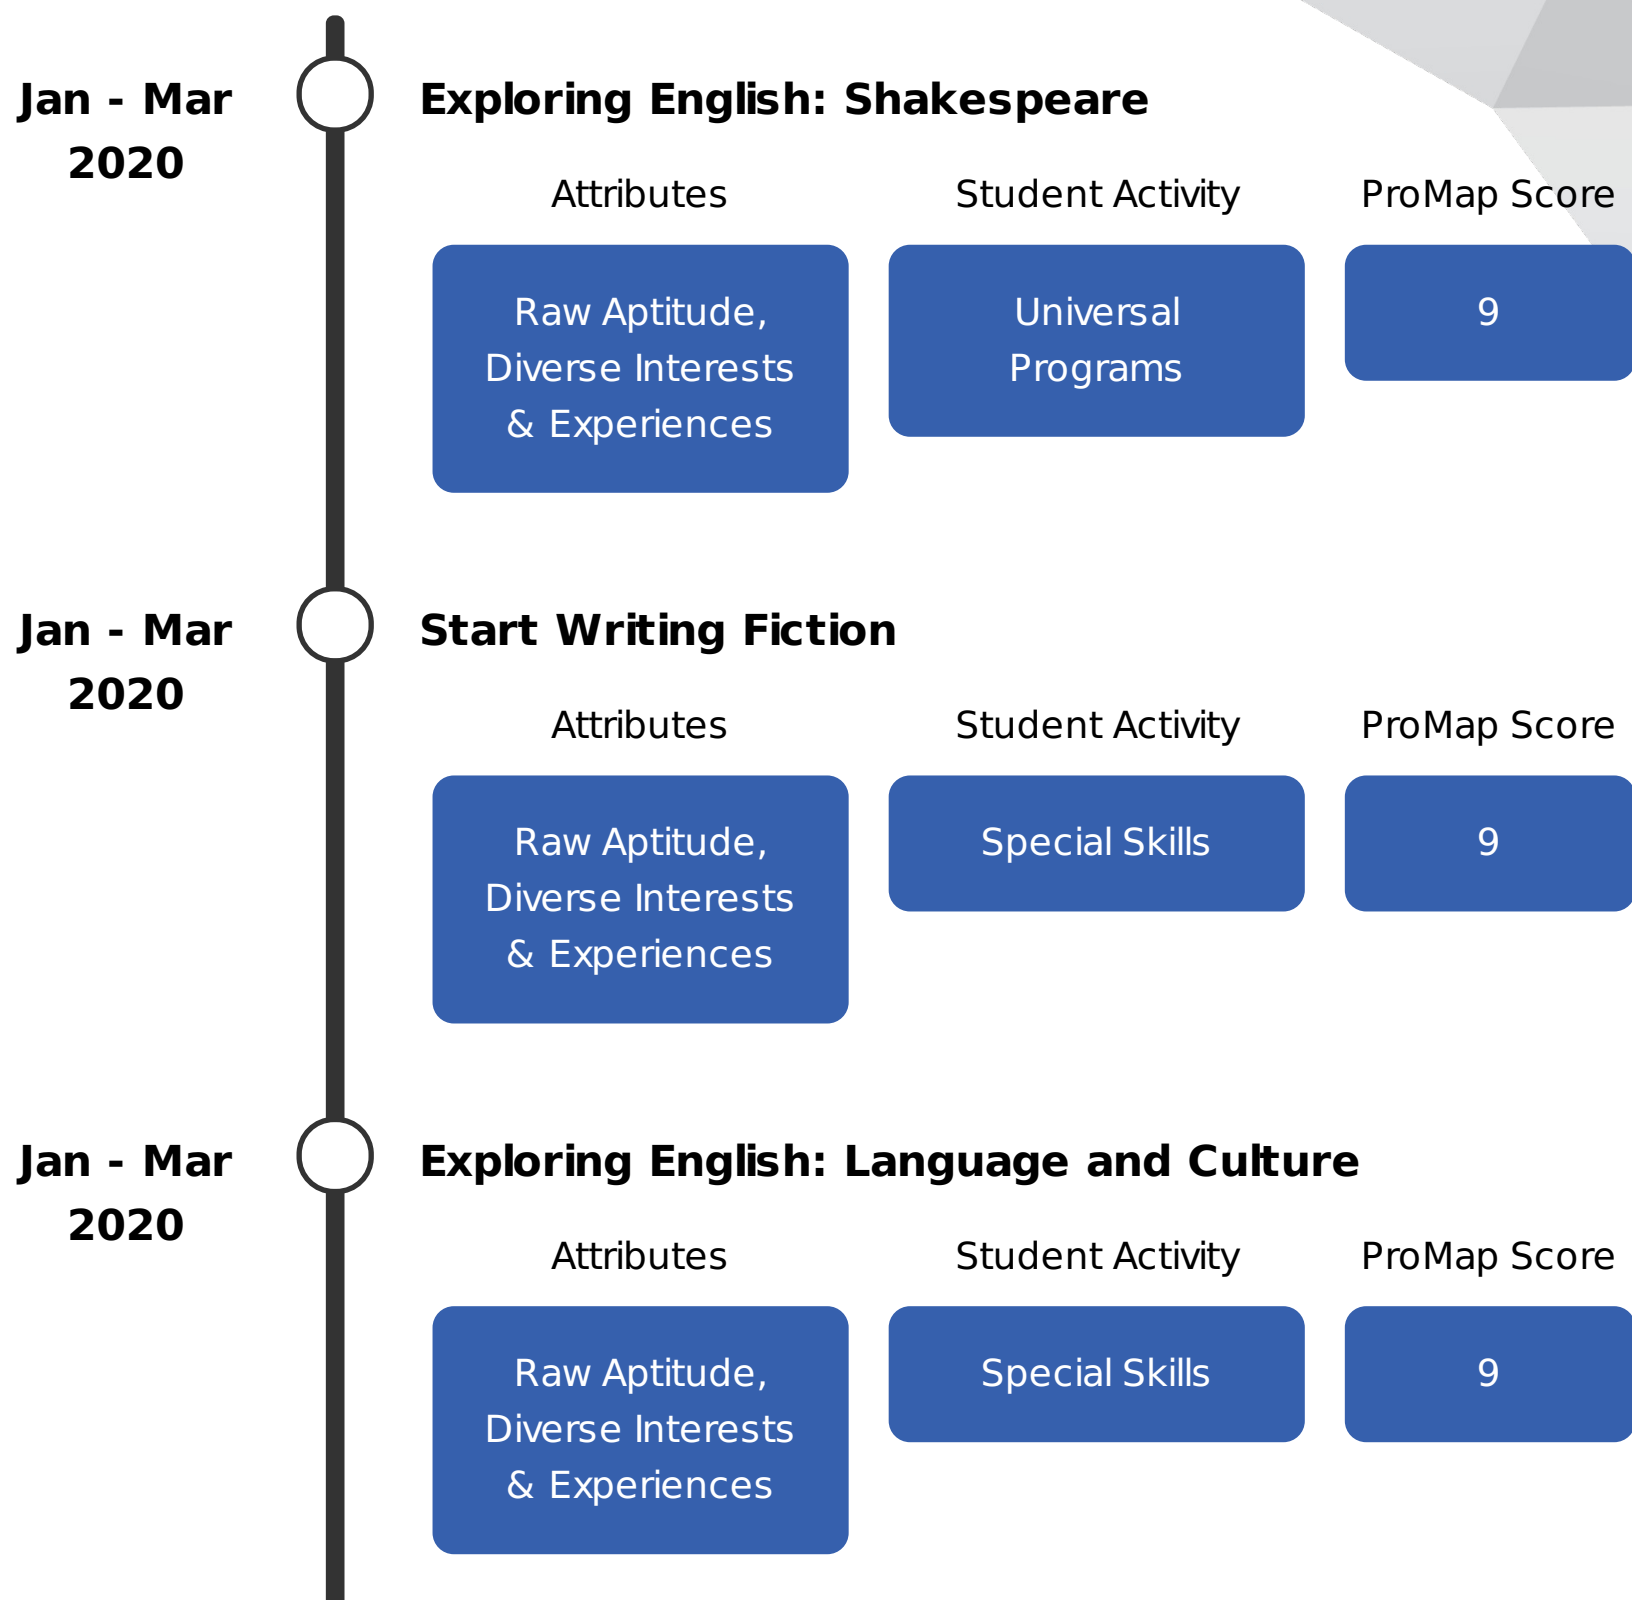 Jan - Mar
2020
Exploring English: Shakespeare
Attributes
Student Activity
ProMap Score
Raw Aptitude,
Diverse Interests
& Experiences
Universal
Programs
9
Jan - Mar
2020
Start Writing Fiction
Attributes
Student Activity
ProMap Score
Raw Aptitude,
Diverse Interests
& Experiences
Special Skills
9
Jan - Mar
2020
Exploring English: Language and Culture
Attributes
Student Activity
ProMap Score
Raw Aptitude,
Diverse Interests
& Experiences
Special Skills
9